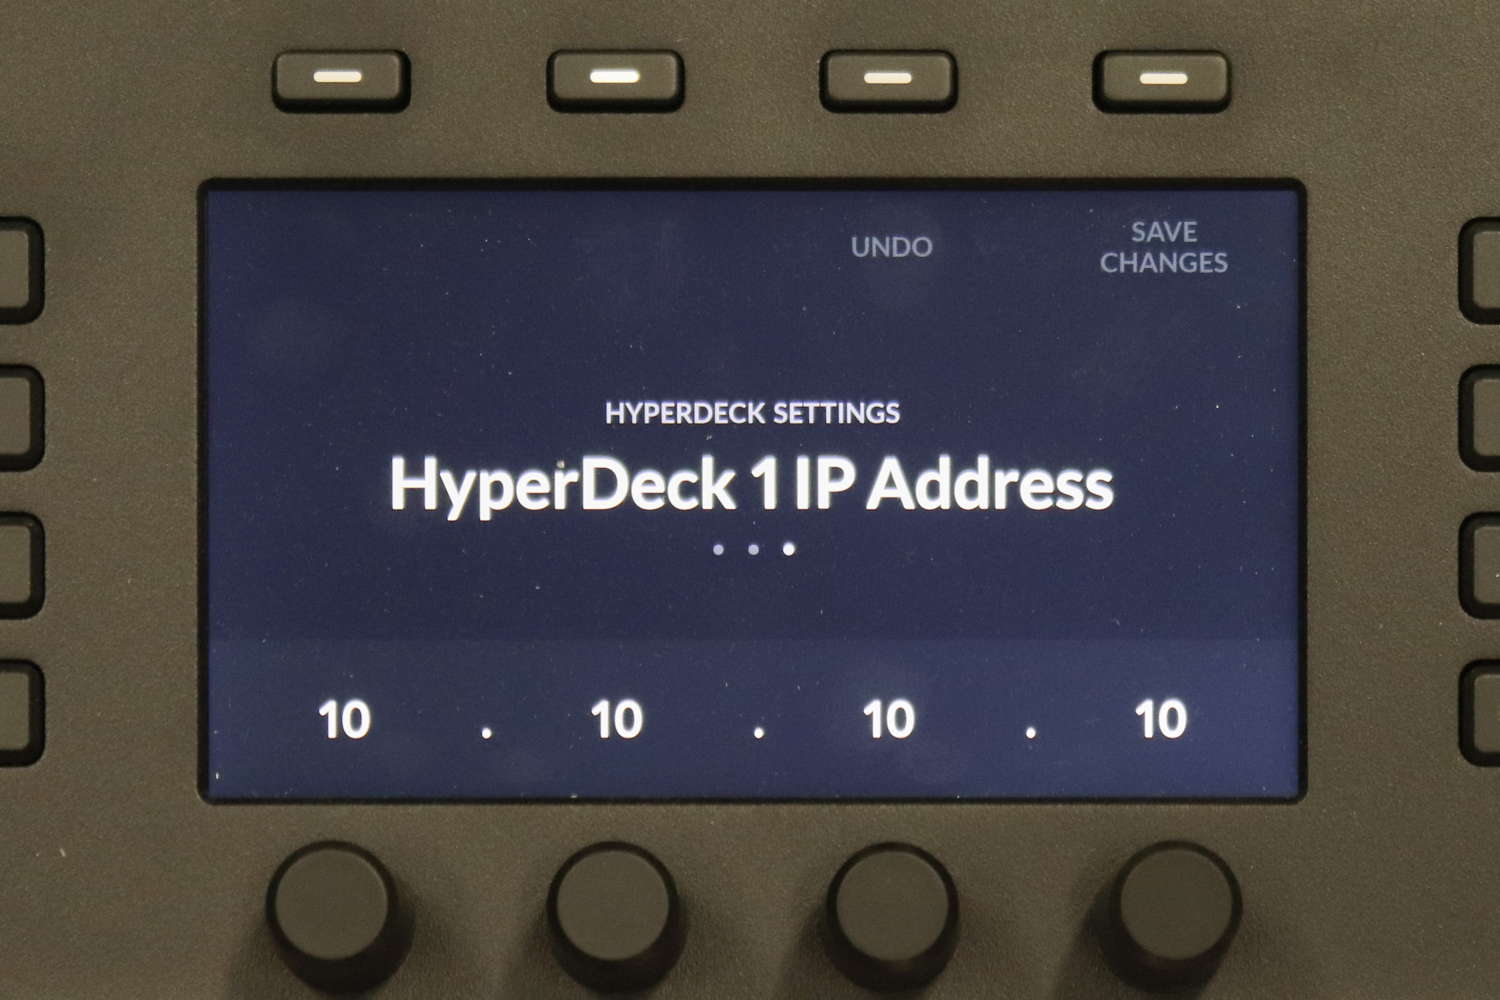 UNDO
SAVE
CHANGES
HYPERDECK SETTINGS
HyperDeck 1 IP Address
10 . 10 . 10 . 10